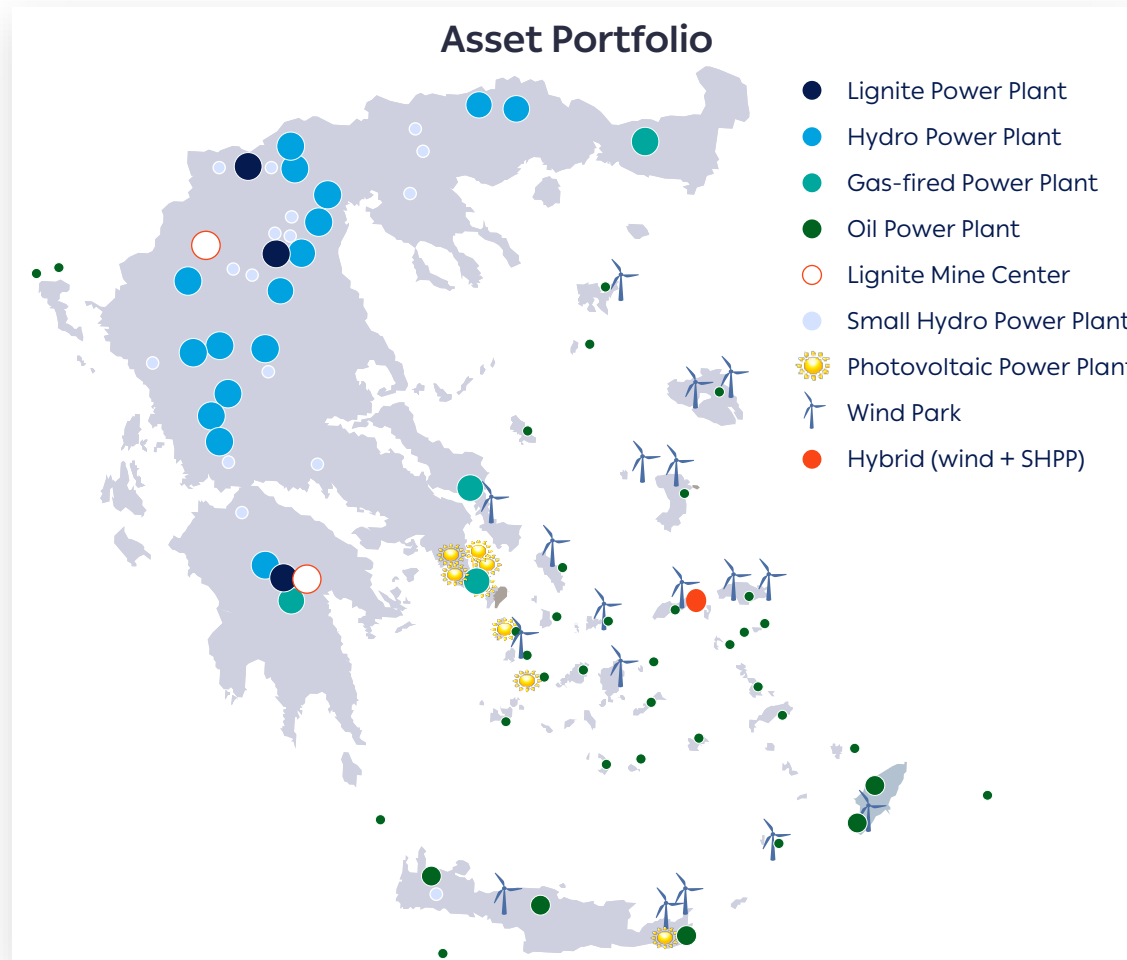 Asset Portfolio
Lignite Power Plant
Hydro Power Plant
Gas-fired Power Plant
Oil Power Plant
Lignite Mine Center
Small Hydro Power Plant
Photovoltaic Power Plant
Wind Park
Hybrid (wind + SHPP)